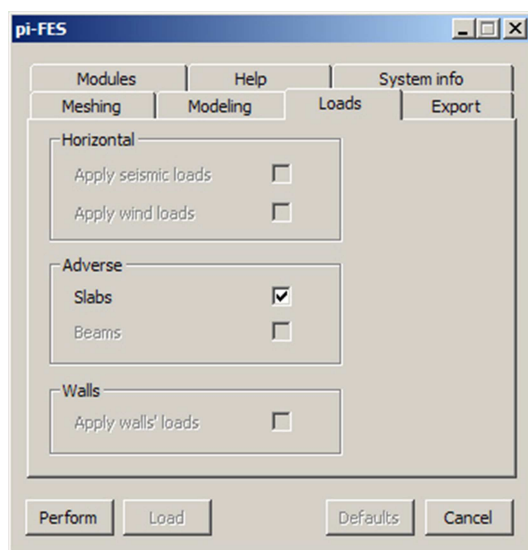 pi-FES
Modules Help System info
Meshing Modeling Loads Export
Horizontal
Apply seismic loads
Apply wind loads
Adverse
Slabs
Beams
Walls
Apply walls' loads
Perform Load Defaults Cancel